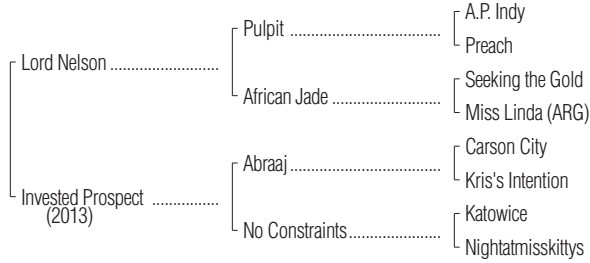 A.P. Indy
Pulpit
Preach
Lord Nelson
Seeking the Gold
African Jade
Miss Linda (ARG)
Carson City
Abraaj
Kris's Intention
Invested Prospect
(2013)
Katowice
No Constraints
Nightatmisskittys